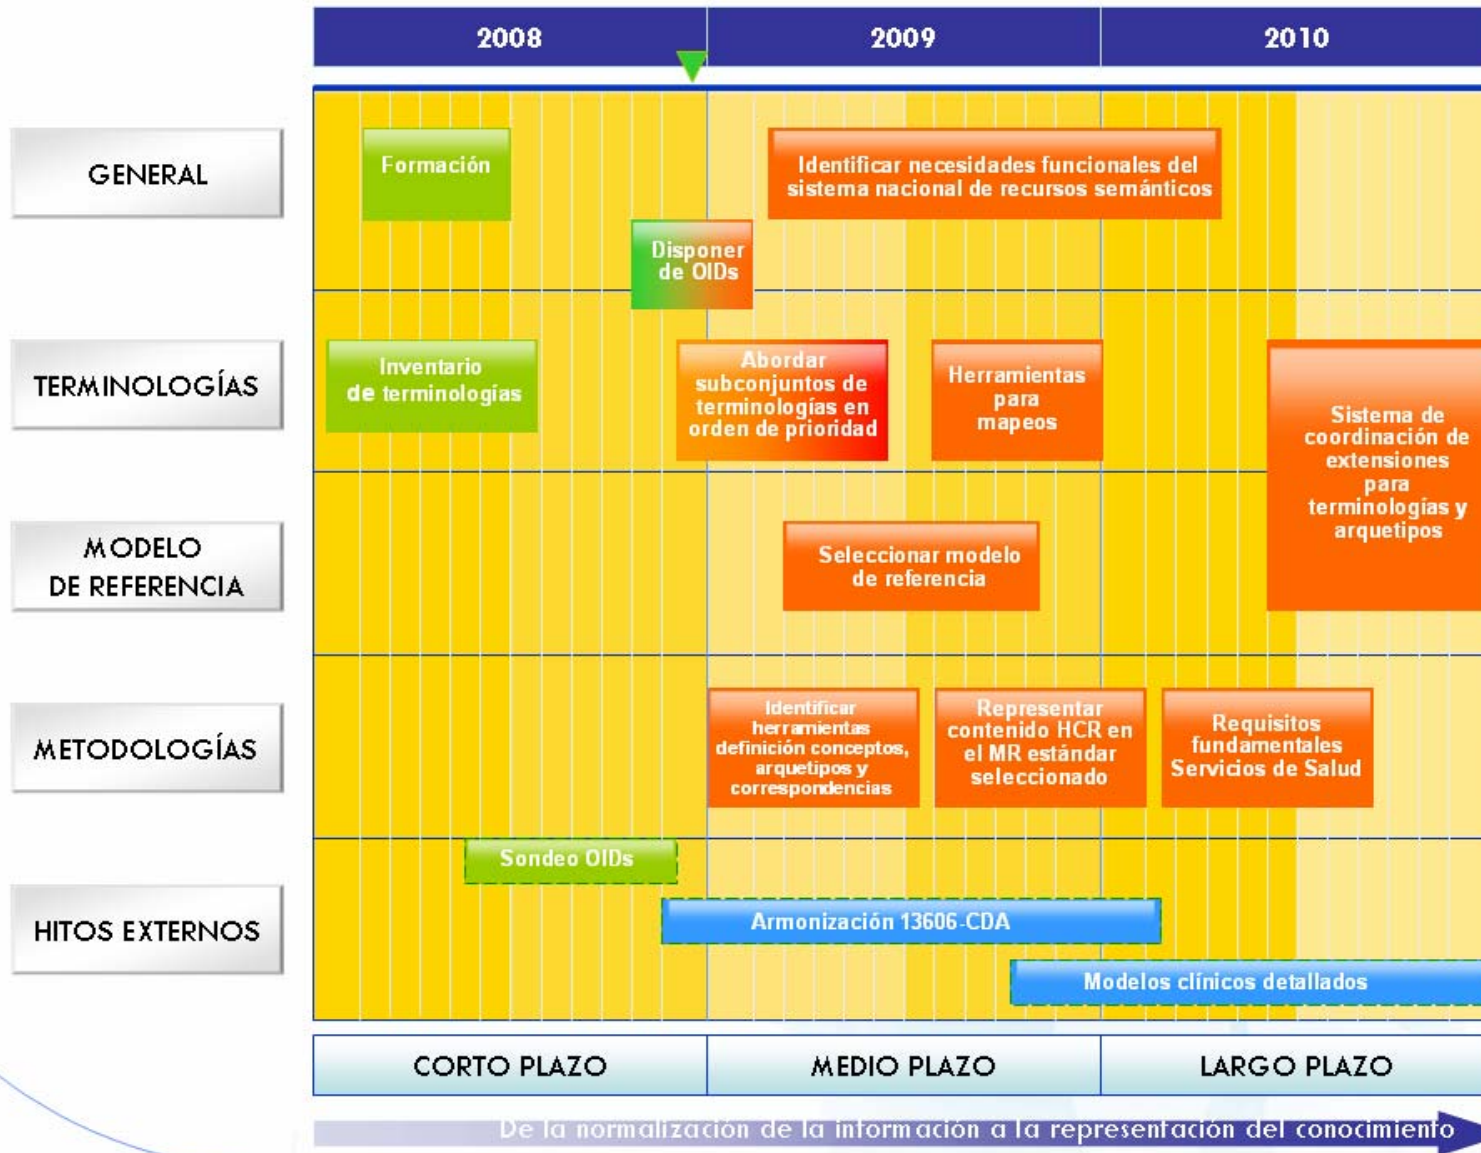 2008
2009
2010
GENERAL
Formación
Identificar necesidades funcionales del
sistema nacional de recursos semánticos
Disponer
de OIDs
TERMINOLOGÍAS
Inventario
de terminologías
Abordar
subconjuntos de
terminologías en
orden de prioridad
Herramientas
para
mapeos
Sistema de
coordinación de
extensiones
para
terminologías y
arquetipos
MODELO
DE REFERENCIA
Seleccionar modelo
de referencia
METODOLOGÍAS
Identificar
herramientas
definición conceptos,
arquetipos y
correspondencias
Representar
contenido HCR en
el MR estándar
seleccionado
Requisitos
fundamentales
Servicios de Salud
HITOS EXTERNOS
Sondeo OIDs
Armonización 13606-CDA
Modelos clínicos detallados
CORTO PLAZO
MEDIO PLAZO
LARGO PLAZO
De la normalización de la información a la representación del conocimiento